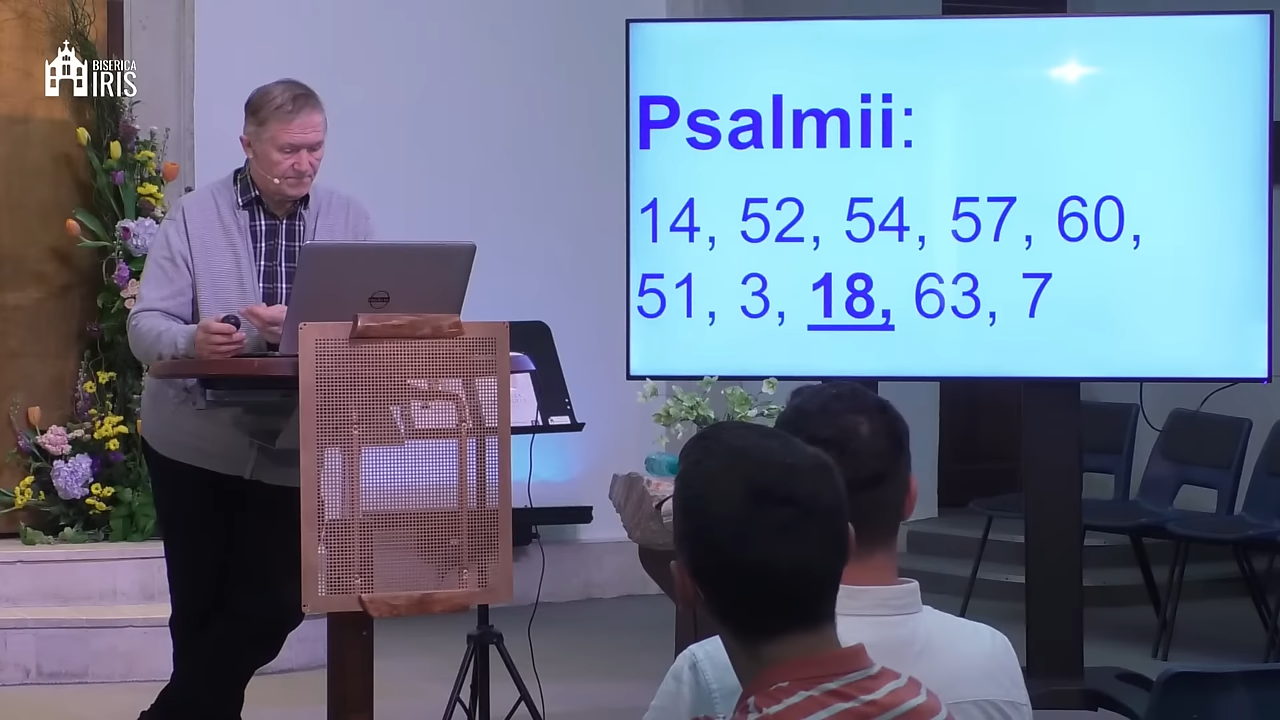 BISERICA
IRIS
Psalmii:
14, 52, 54, 57, 60,
51, 3, 18, 63, 7